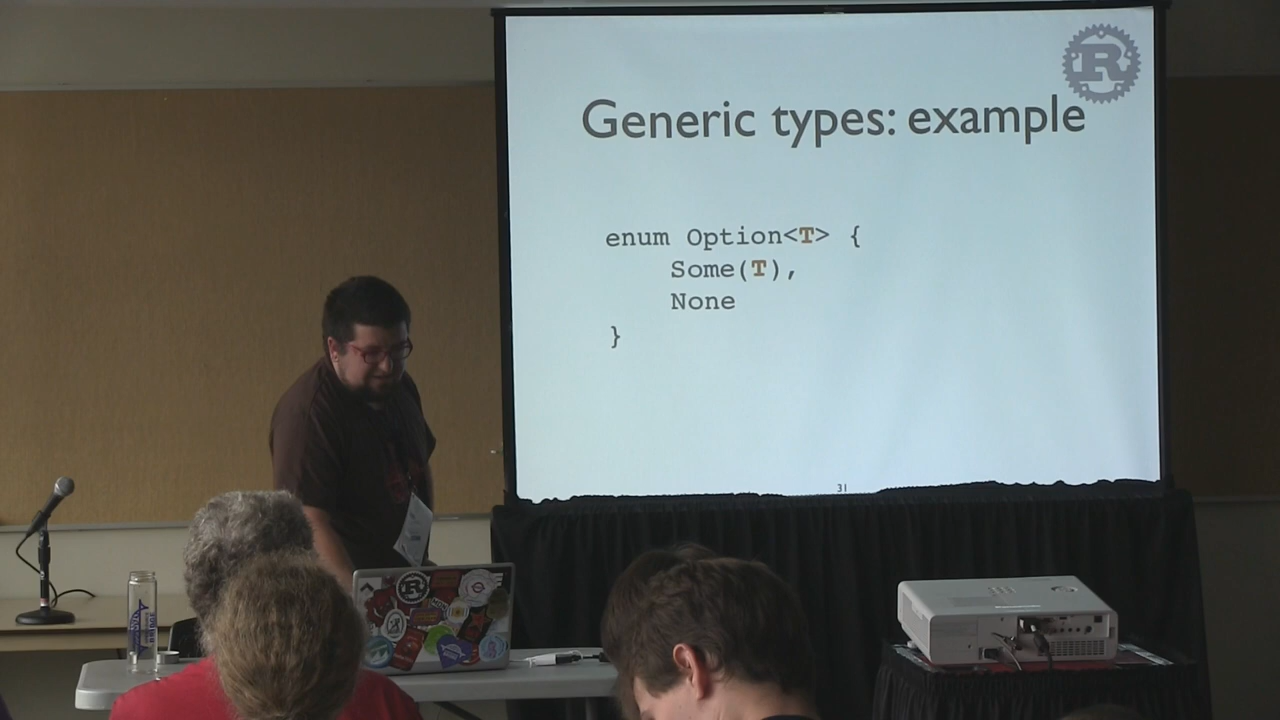 R
Generic types: example
enum Option<T> {
    Some(T),
    None
}
31